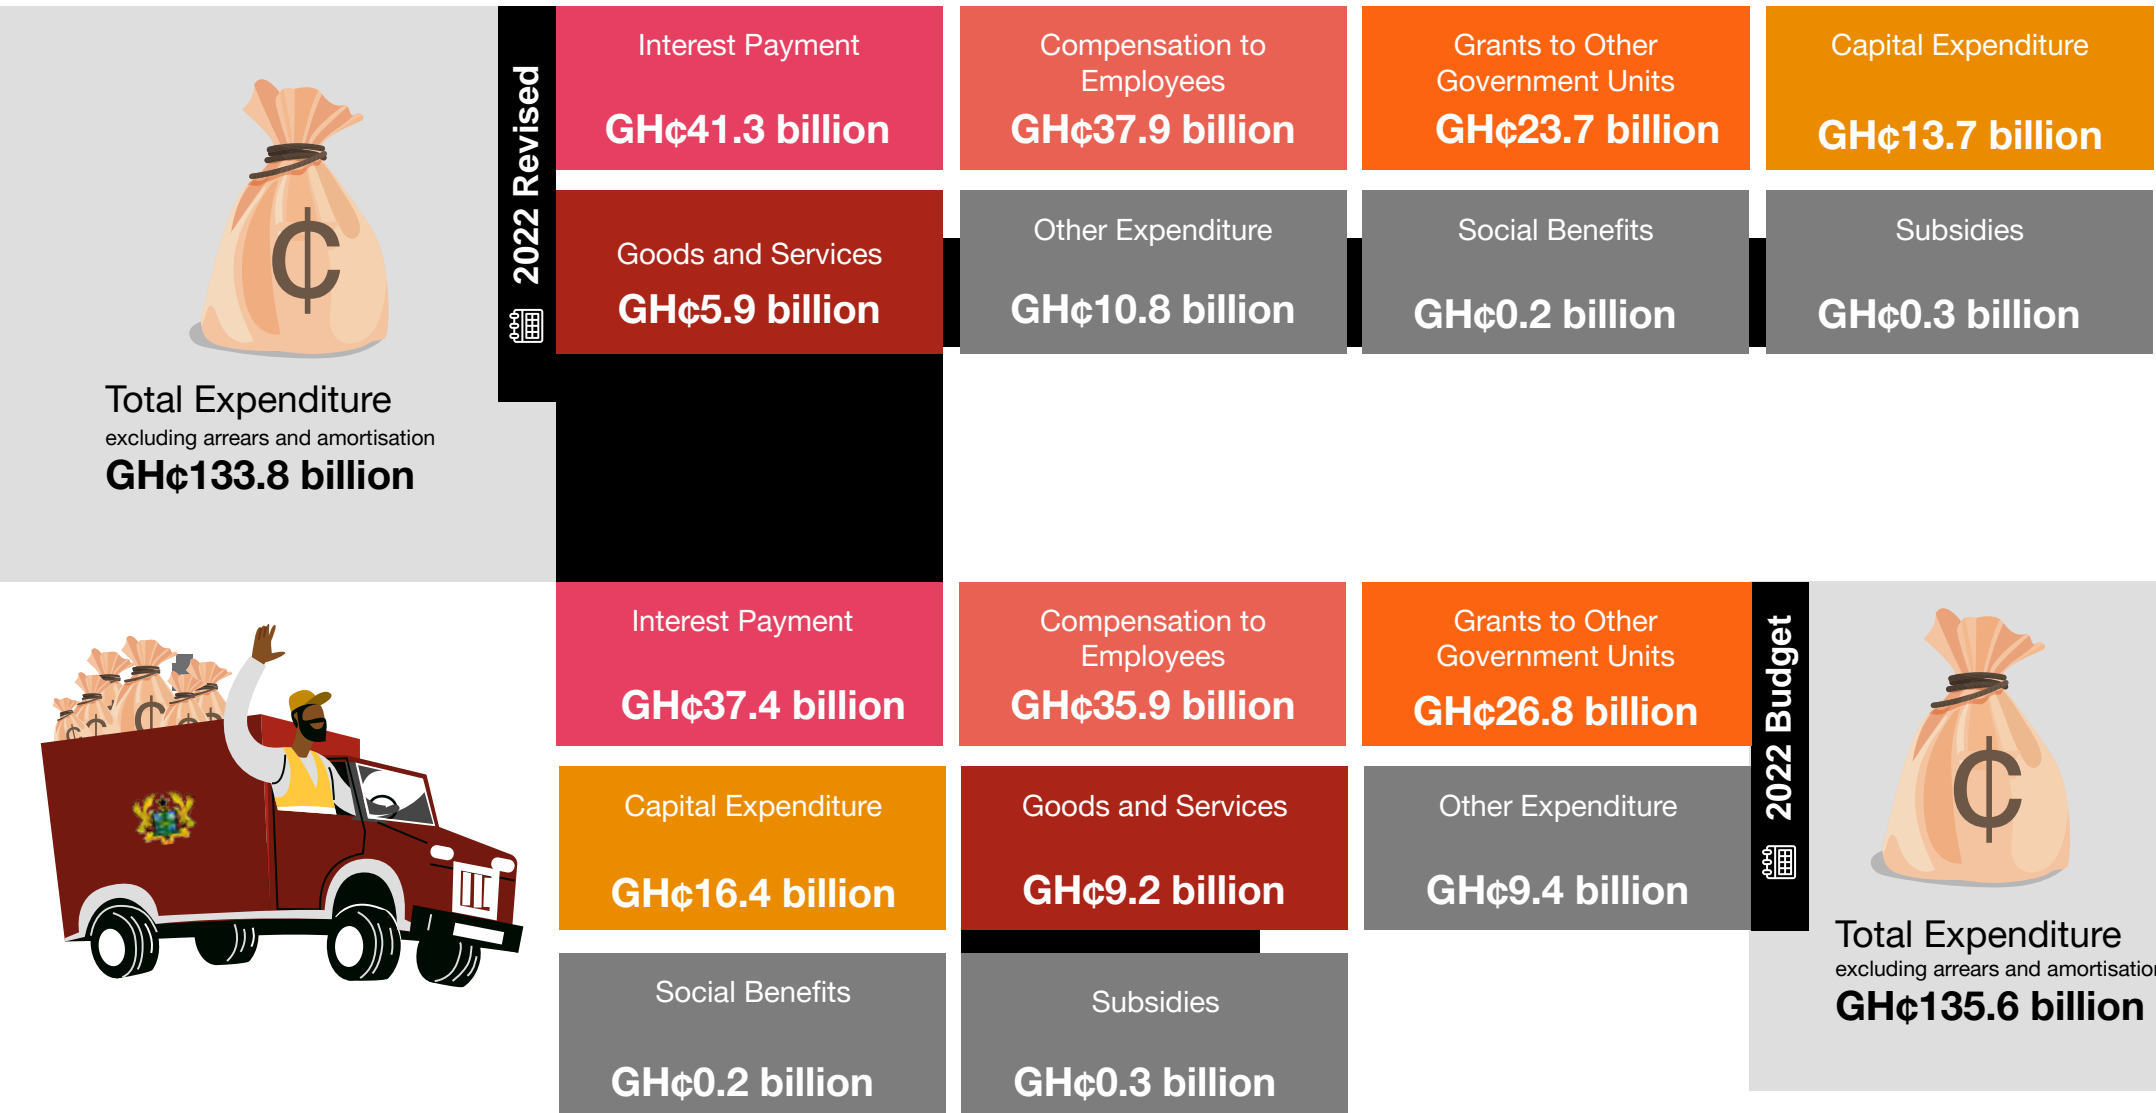 2022 Revised
Total Expenditure
excluding arrears and amortisation
GH¢133.8 billion
Interest Payment
GH¢41.3 billion
Compensation to
Employees
GH¢37.9 billion
Grants to Other
Government Units
GH¢23.7 billion
Capital Expenditure
GH¢13.7 billion
Goods and Services
GH¢5.9 billion
Other Expenditure
GH¢10.8 billion
Social Benefits
GH¢0.2 billion
Subsidies
GH¢0.3 billion
Interest Payment
GH¢37.4 billion
Compensation to
Employees
GH¢35.9 billion
Grants to Other
Government Units
GH¢26.8 billion
Capital Expenditure
GH¢16.4 billion
Goods and Services
GH¢9.2 billion
Other Expenditure
GH¢9.4 billion
Social Benefits
GH¢0.2 billion
Subsidies
GH¢0.3 billion
2022 Budget
Total Expenditure
excluding arrears and amortisation
GH¢135.6 billion